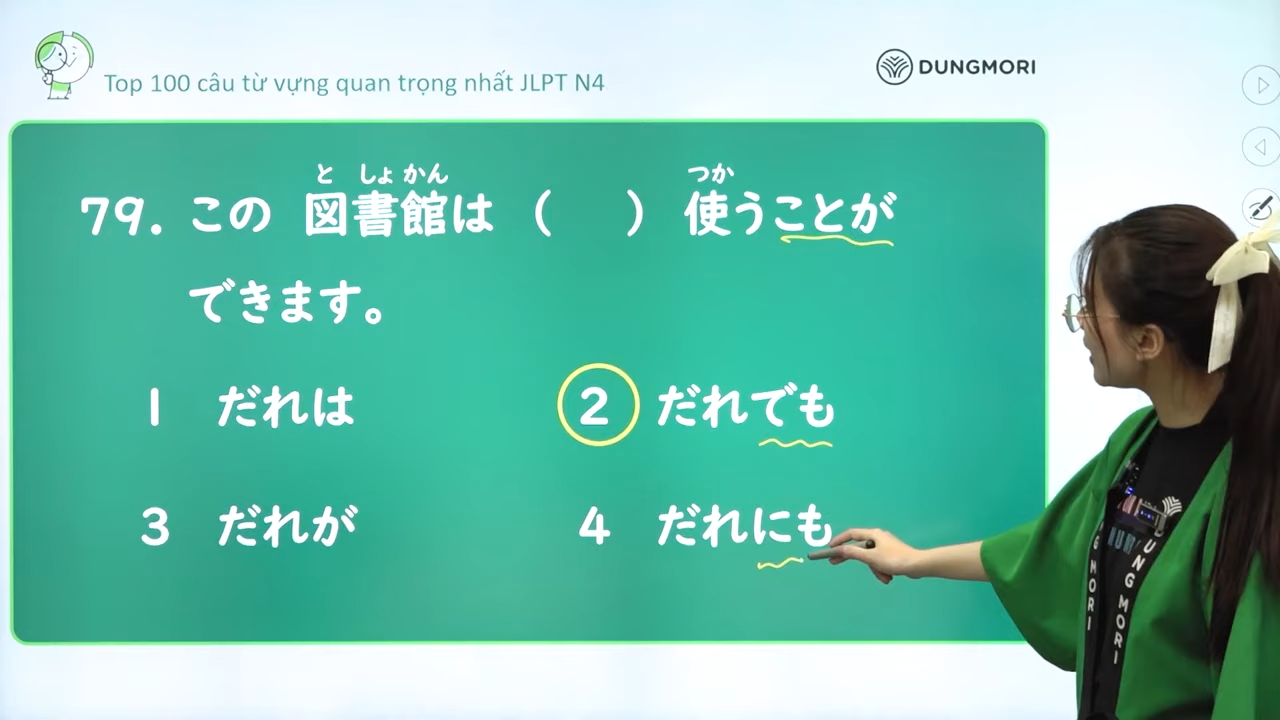 Top 100 câu từ vựng quan trọng nhất JLPT N4
DUNGMORI
と しょ かん つか
79. この 図書館は ( ) 使うことが
できます。
1 だれは
2 だれでも
3 だれが
4 だれにも
DUNG MORI